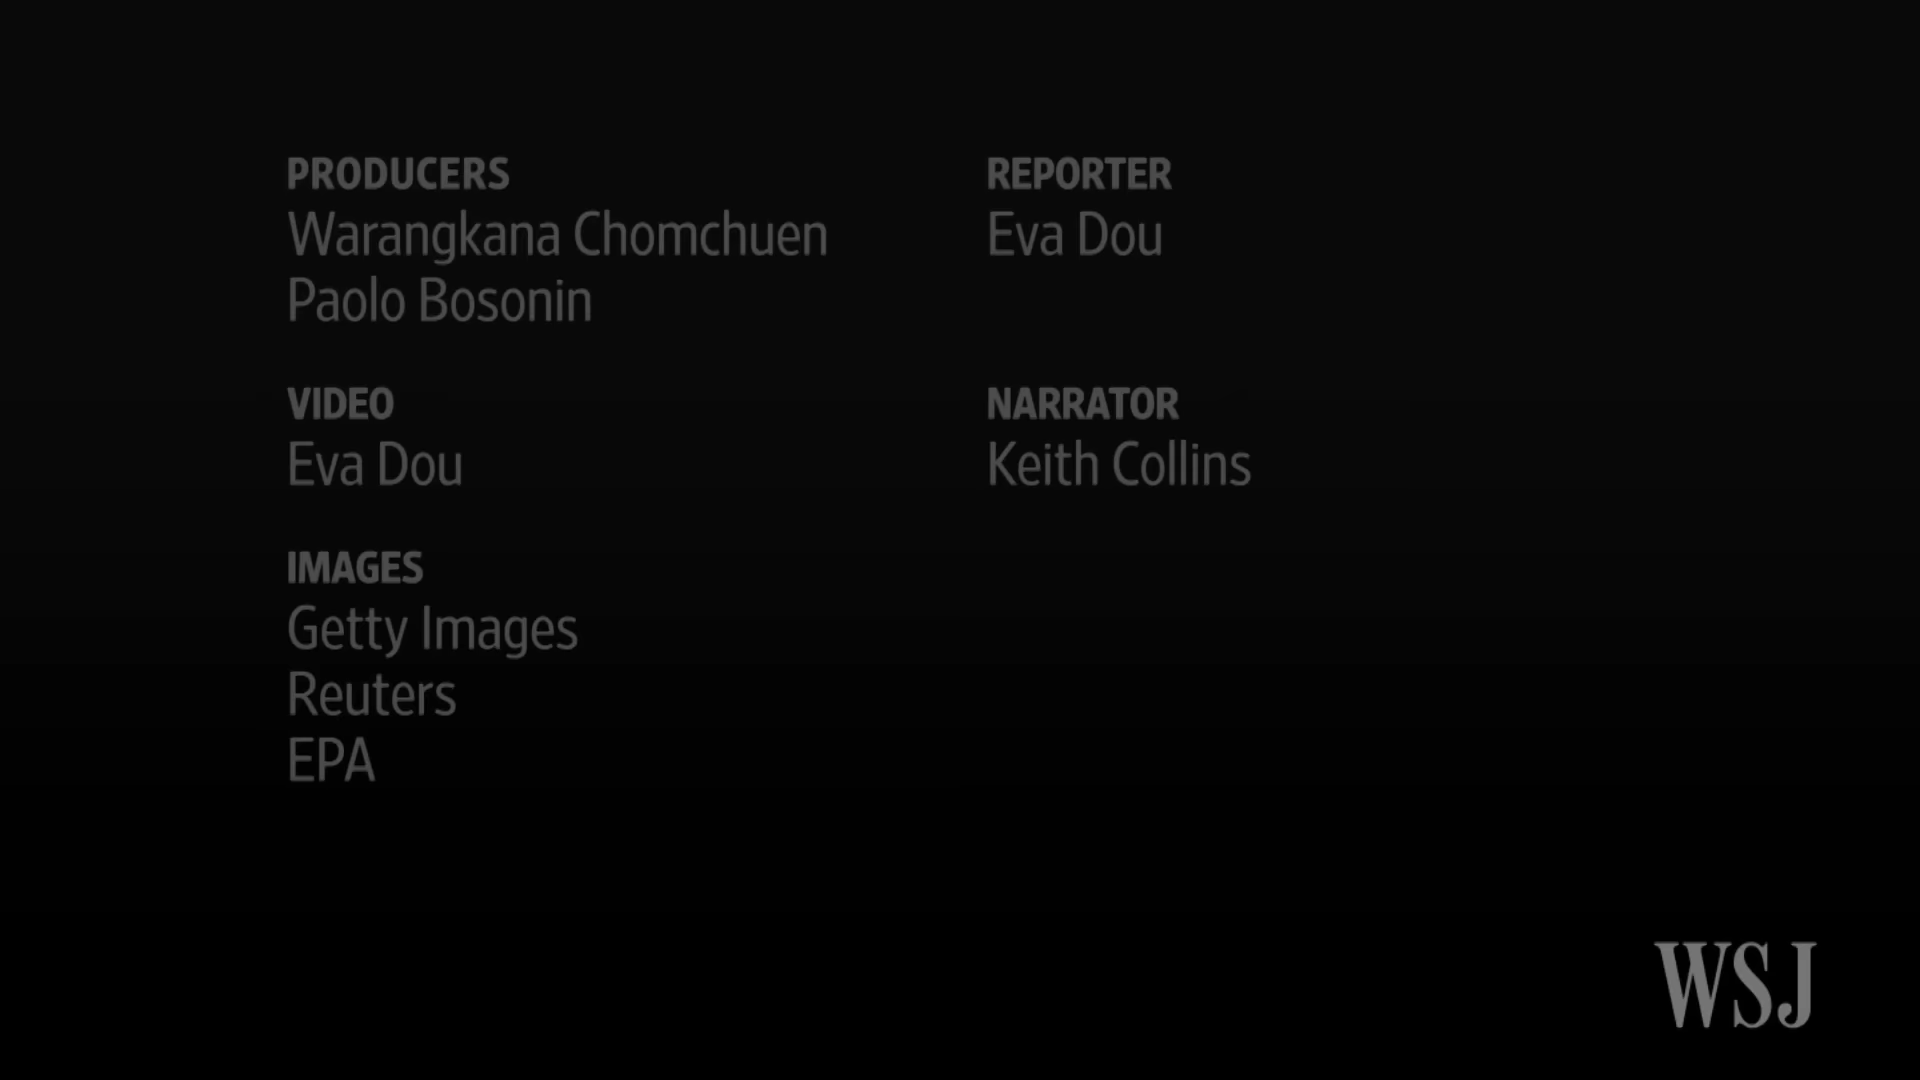 PRODUCERS
Warangkana Chomchuen
Paolo Bosonin
REPORTER
Eva Dou
VIDEO
Eva Dou
NARRATOR
Keith Collins
IMAGES
Getty Images
Reuters
EPA
WSJ